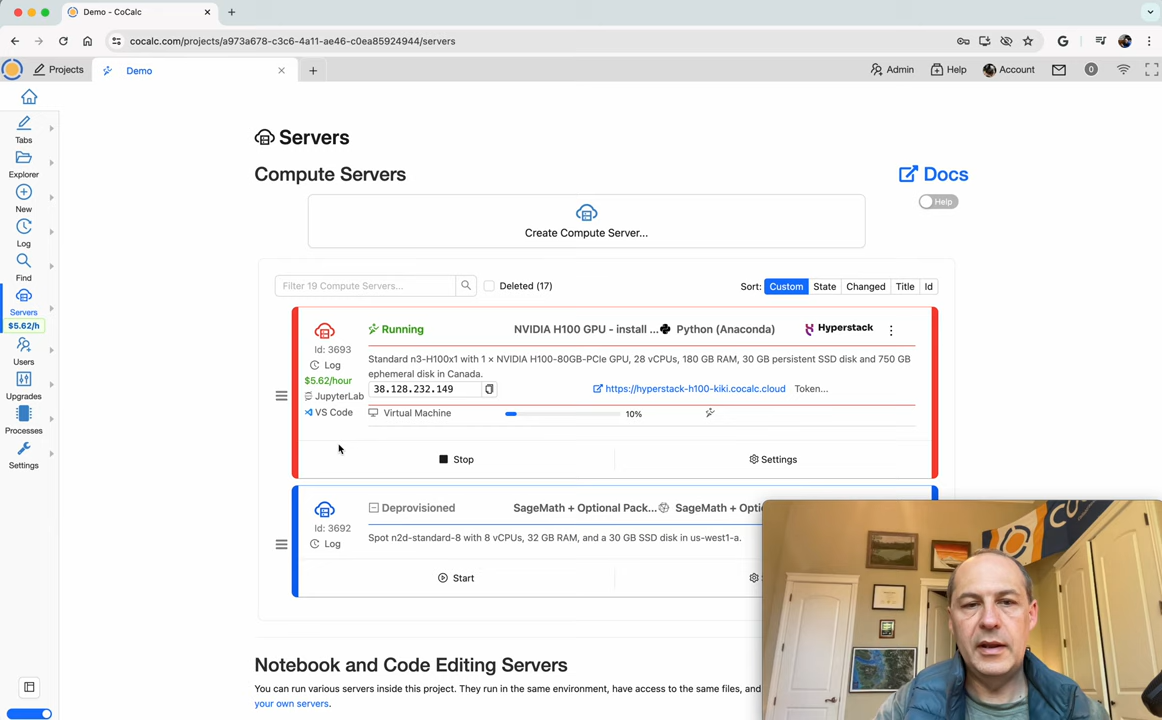 Demo - CoCalc
cocalc.com/projects/a973a678-c3c6-4a11-ae46-c0ea85924944/servers
Projects
Demo
Admin
Help
Account
0
Tabs
Explorer
New
Log
Find
Servers
$5.62/h
Users
Upgrades
Processes
Settings
Servers
Compute Servers
Docs
Help
Create Compute Server...
Filter 19 Compute Servers...
Deleted (17)
Sort:
Custom
State
Changed
Title
Id
Id: 3693
Log
$5.62/hour
JupyterLab
VS Code
Running
NVIDIA H100 GPU - install ...
Python (Anaconda)
Hyperstack
Standard n3-H100x1 with 1 × NVIDIA H100-80GB-PCIe GPU, 28 vCPUs, 180 GB RAM, 30 GB persistent SSD disk and 750 GB
ephemeral disk in Canada.
38.128.232.149
https://hyperstack-h100-kiki.cocalc.cloud
Token...
Virtual Machine
10%
Stop
Settings
Id: 3692
Log
Deprovisioned
SageMath + Optional Pack...
SageMath + Opti
Spot n2d-standard-8 with 8 vCPUs, 32 GB RAM, and a 30 GB SSD disk in us-west1-a.
Start
Notebook and Code Editing Servers
You can run various servers inside this project. They run in the same environment, have access to the same files, and
your own servers.